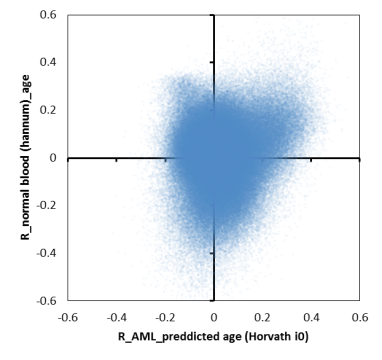 0.6
0.4
0.2
0
-0.2
-0.4
-0.6
R_normal blood (hannum)_age
-0.6 -0.4 -0.2 0 0.2 0.4 0.6
R_AML_preddicted age (Horvath i0)